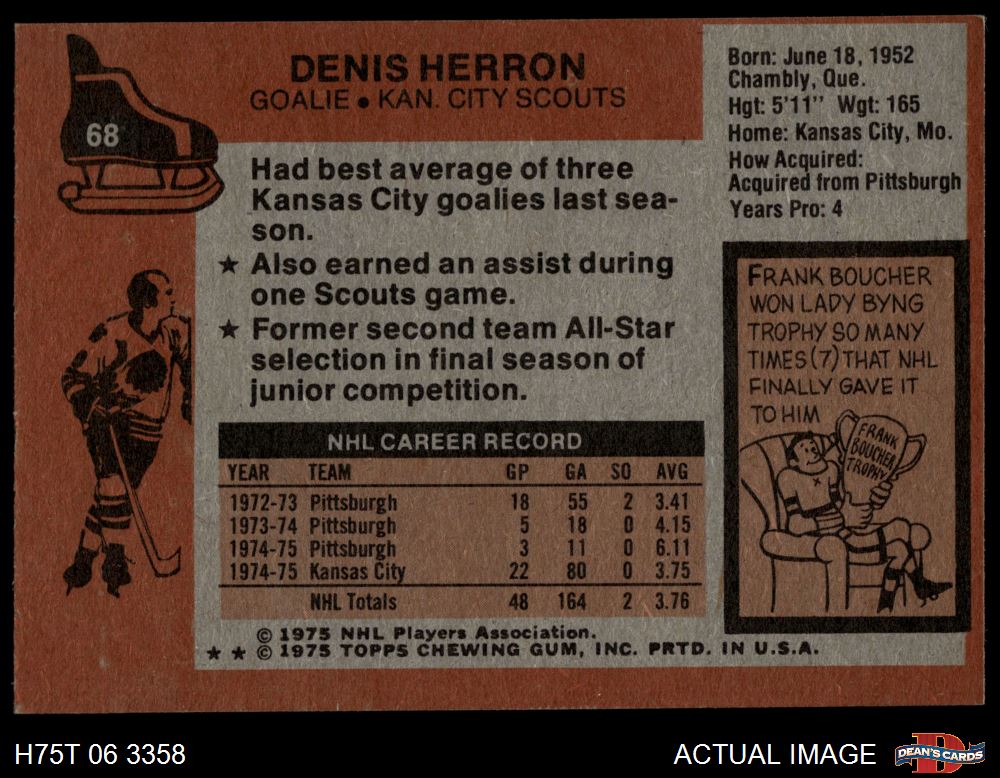 DENIS HERRON
GOALIE ● KAN. CITY SCOUTS
68
Born: June 18, 1952
Chambly, Que.
Hgt: 5'11" Wgt: 165
Home: Kansas City, Mo.
How Acquired:
Acquired from Pittsburgh
Years Pro: 4
Had best average of three
Kansas City goalies last sea-
son.
★ Also earned an assist during
one Scouts game.
★ Former second team All-Star
selection in final season of
junior competition.
FRANK BOUCHER
WON LADY BYNG
TROPHY SO MANY
TIMES (7) THAT NHL
FINALLY GAVE IT
TO HIM
FRANK
BOUCHER
TROPHY
NHL CAREER RECORD
YEAR TEAM GP GA SO AVG
1972-73 Pittsburgh 18 55 2 3.41
1973-74 Pittsburgh 5 18 0 4.15
1974-75 Pittsburgh 3 11 0 6.11
1974-75 Kansas City 22 80 0 3.75
NHL Totals 48 164 2 3.76
© 1975 NHL Players Association.
★ ★ © 1975 TOPPS CHEWING GUM, INC. PRTD. IN U.S.A.
H75T 06 3358
ACTUAL IMAGE
DEAN'S CARDS